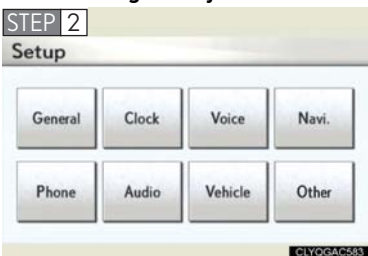 STEP 2
Setup
General Clock Voice Navi.
Phone Audio Vehicle Other
CLYOGAC583